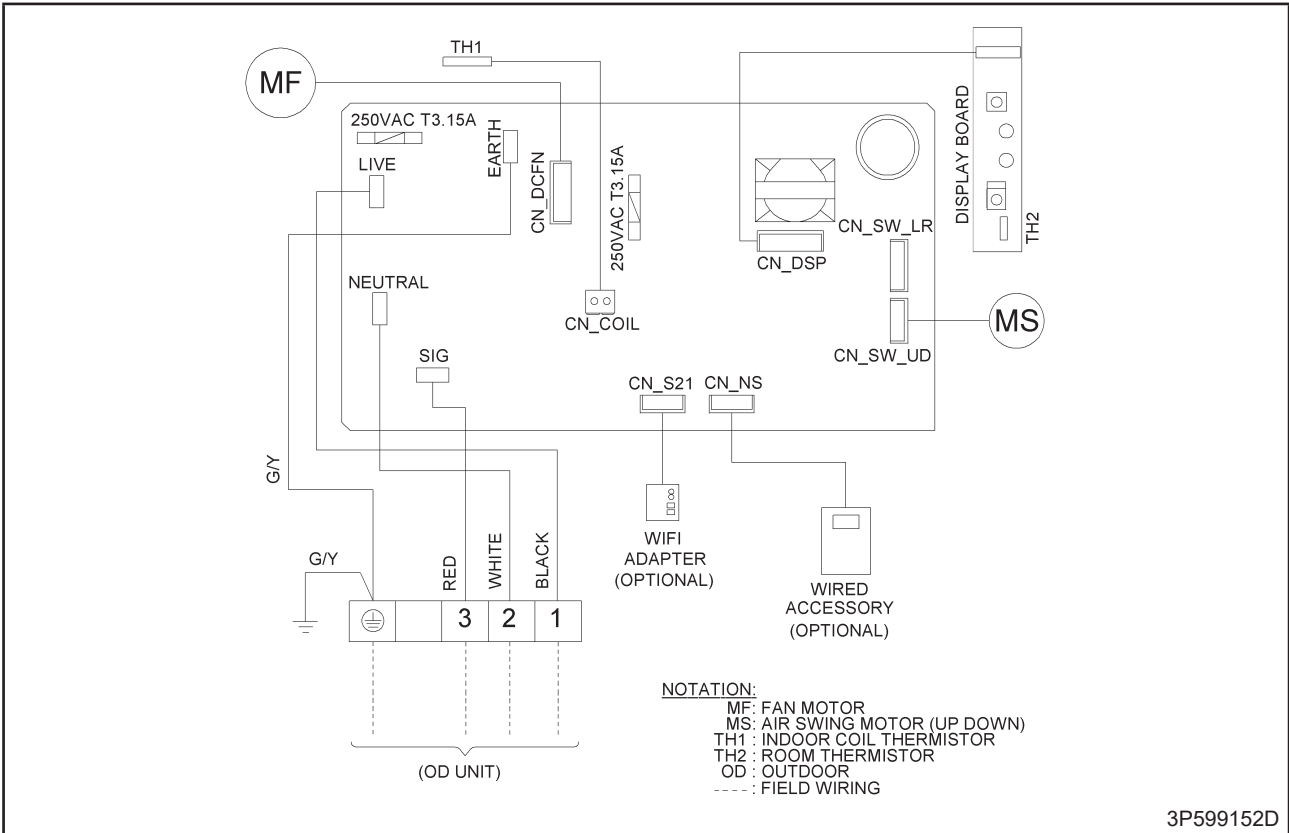 TH1
MF
250VAC T3.15A
LIVE
EARTH
CN_DCFN
250VAC T3.15A
DISPLAY BOARD
TH2
CN_SW_LR
CN_DSP
NEUTRAL
CN_COIL
MS
CN_SW_UD
SIG
CN_S21
CN_NS
G/Y
WIFI
ADAPTER
(OPTIONAL)
WIRED
ACCESSORY
(OPTIONAL)
G/Y
RED
WHITE
BLACK
3
2
1
(OD UNIT)
NOTATION:
MF: FAN MOTOR
MS: AIR SWING MOTOR (UP DOWN)
TH1 : INDOOR COIL THERMISTOR
TH2 : ROOM THERMISTOR
OD : OUTDOOR
---- : FIELD WIRING
3P599152D